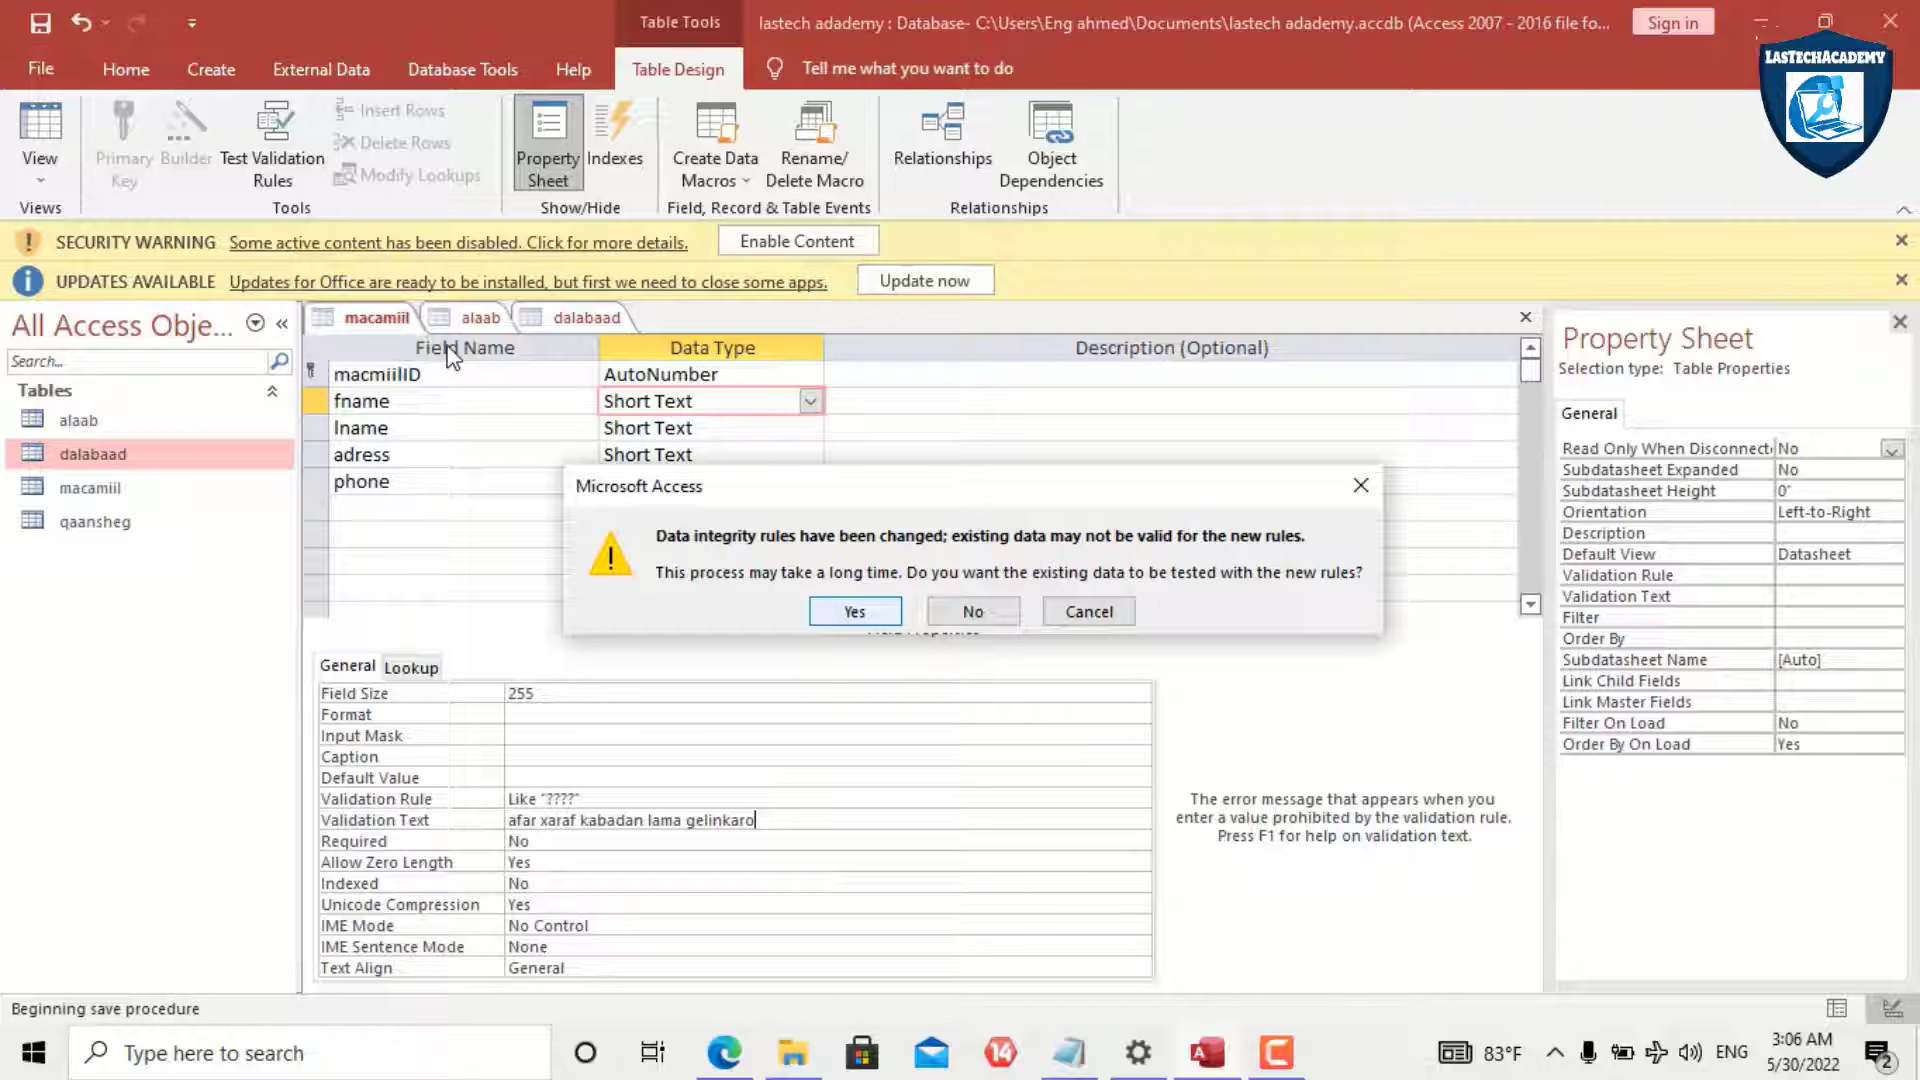 Table Tools
lastech adademy : Database- C:\Users\Eng ahmed\Documents\lastech adademy.accdb (Access 2007 - 2016 file fo...
Sign in
File
Home
Create
External Data
Database Tools
Help
Table Design
Tell me what you want to do
LASTECHACADEMY
View
Primary Key
Builder
Test Validation Rules
Insert Rows
Delete Rows
Modify Lookups
Property Sheet
Indexes
Create Data Macros
Rename/ Delete Macro
Relationships
Object Dependencies
Views
Tools
Show/Hide
Field, Record & Table Events
Relationships
SECURITY WARNING Some active content has been disabled. Click for more details. Enable Content
UPDATES AVAILABLE Updates for Office are ready to be installed, but first we need to close some apps. Update now
All Access Obje...
Search...
Tables
alaab
dalabaad
macamiil
qaansheg
macamiil
alaab
dalabaad
Field Name Data Type Description (Optional)
macmiilID AutoNumber
fname Short Text
lname Short Text
adress Short Text
phone
Microsoft Access
Data integrity rules have been changed; existing data may not be valid for the new rules.
This process may take a long time. Do you want the existing data to be tested with the new rules?
Yes No Cancel
General Lookup
Field Size 255
Format
Input Mask
Caption
Default Value
Validation Rule Like "????"
Validation Text afar xaraf kabadan lama gelinkaro
Required No
Allow Zero Length Yes
Indexed No
Unicode Compression Yes
IME Mode No Control
IME Sentence Mode None
Text Align General
The error message that appears when you
enter a value prohibited by the validation rule.
Press F1 for help on validation text.
Property Sheet
Selection type: Table Properties
General
Read Only When Disconnect No
Subdatasheet Expanded No
Subdatasheet Height 0"
Orientation Left-to-Right
Description
Default View Datasheet
Validation Rule
Validation Text
Filter
Order By
Subdatasheet Name [Auto]
Link Child Fields
Link Master Fields
Filter On Load No
Order By On Load Yes
Beginning save procedure
Type here to search
14
83°F
ENG
3:06 AM
5/30/2022
2